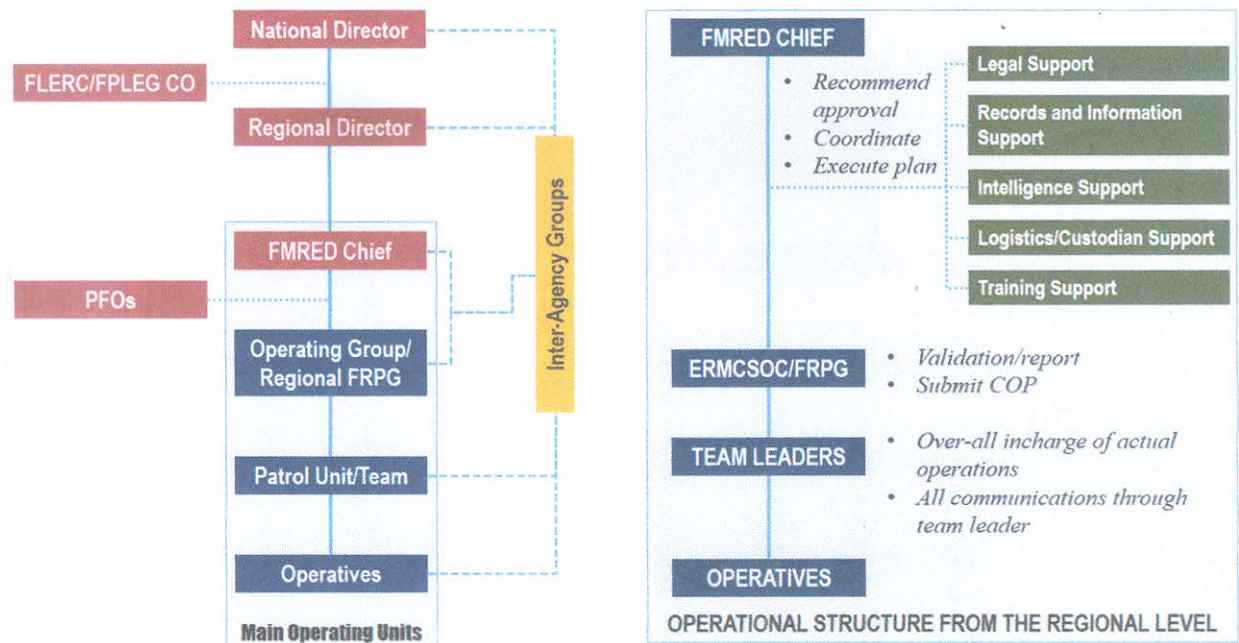 National Director
FLERC/FPLEG CO
Regional Director
FMRED Chief
PFOs
Operating Group/
Regional FRPG
Patrol Unit/Team
Operatives
Main Operating Units
Inter-Agency Groups
FMRED CHIEF
• Recommend
approval
• Coordinate
• Execute plan
Legal Support
Records and Information
Support
Intelligence Support
Logistics/Custodian Support
Training Support
ERMCSOC/FRPG
• Validation/report
• Submit COP
TEAM LEADERS
• Over-all incharge of actual
operations
• All communications through
team leader
OPERATIVES
OPERATIONAL STRUCTURE FROM THE REGIONAL LEVEL